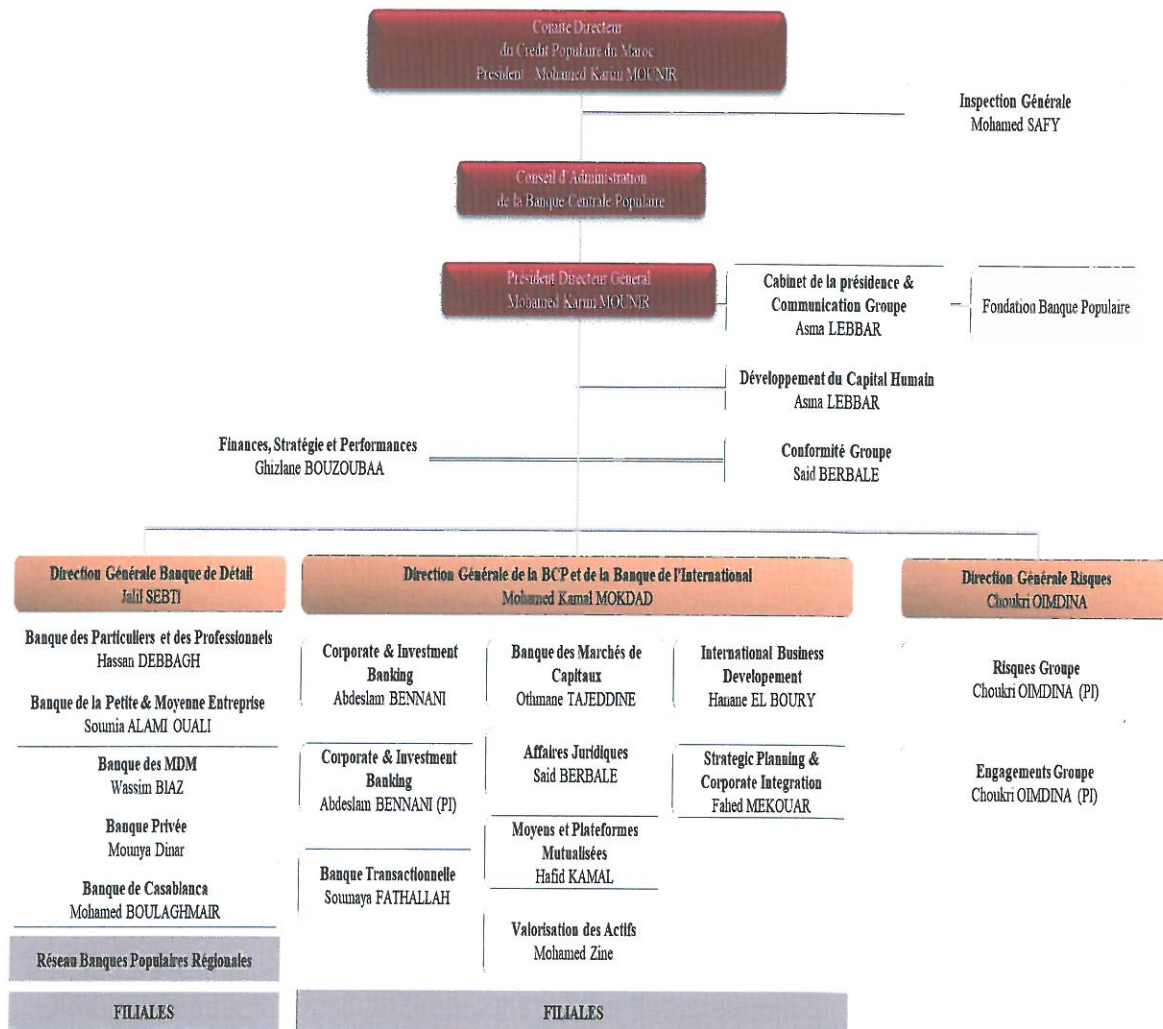 Comité Directeur
du Crédit Populaire du Maroc
Président Mohamed Karim MOUNIR
Inspection Générale
Mohamed SAFY
Conseil d'Administration
de la Banque Centrale Populaire
Président Directeur Général
Mohamed Karim MOUNIR
Cabinet de la présidence &
Communication Groupe
Asma LEBBAR
Fondation Banque Populaire
Développement du Capital Humain
Asma LEBBAR
Finances, Stratégie et Performances
Ghizlane BOUZOUBAA
Conformité Groupe
Said BERBALE
Direction Générale Banque de Détail
Jalil SEBTI
Banque des Particuliers et des Professionnels
Hassan DEBBAGH
Banque de la Petite & Moyenne Entreprise
Soumia ALAMI OUALI
Banque des MDM
Wassim BIAZ
Banque Privée
Mounya Dinar
Banque de Casablanca
Mohamed BOULAGHMAIR
Réseau Banques Populaires Régionales
FILIALES
Direction Générale de la BCP et de la Banque de l'International
Mohamed Kamal MOKDAD
Corporate & Investment
Banking
Abdeslam BENNANI
Corporate & Investment
Banking
Abdeslam BENNANI (PI)
Banque Transactionnelle
Soumaya FATHALLAH
Banque des Marchés de
Capitaux
Othmane TAJEDDINE
Affaires Juridiques
Said BERBALE
Moyens et Plateformes
Mutualisées
Hafid KAMAL
Valorisation des Actifs
Mohamed Zine
International Business
Developement
Hanane EL BOURY
Strategic Planning &
Corporate Integration
Fahed MEKOUAR
FILIALES
Direction Générale Risques
Choukri OIMDINA
Risques Groupe
Choukri OIMDINA (PI)
Engagements Groupe
Choukri OIMDINA (PI)